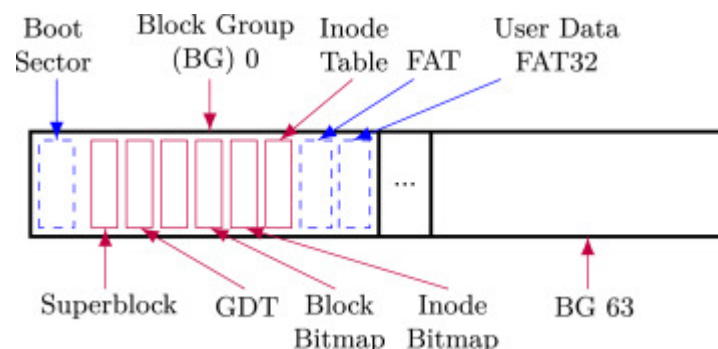 Boot
Sector
Block Group
(BG) 0
Inode
Table
FAT
User Data
FAT32
...
Superblock
GDT
Block
Bitmap
Inode
Bitmap
BG 63